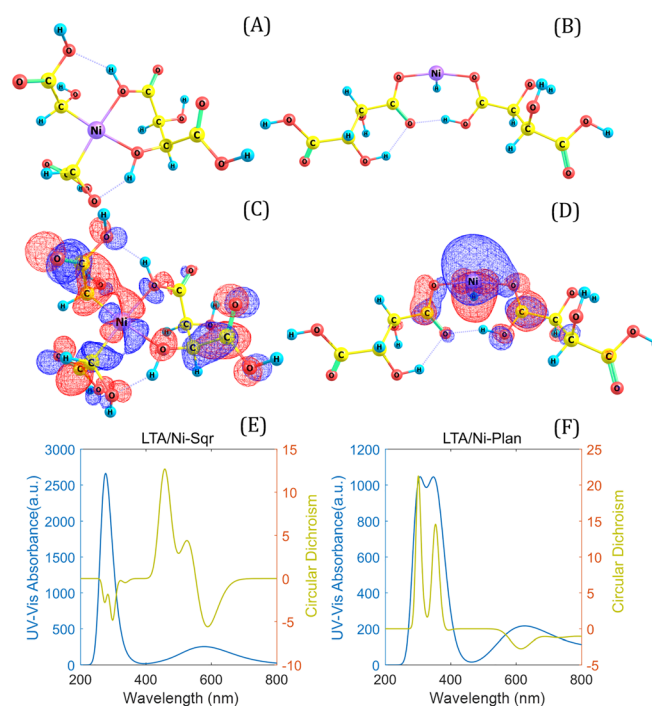 (A)
(B)
H
O
H
O
O
C
H
O
C
O
C
O
H
C
C
H
Ni
O
C
H
O
H
C
O
H
O
O
Ni
H
O
C
C
O
H
O
H
C
C
O
H
O
H
C
C
H
O
C
O
H
O
(C)
(D)
H
O
O
C
H
O
C
H
Ni
O
C
H
O
H
Ni
O
O
C
C
O
H
O
H
C
C
O
H
O
H
C
C
H
O
C
O
O
(E)
(F)
LTA/Ni-Sqr
LTA/Ni-Plan
UV-Vis Absorbance(a.u.)
3000
2500
2000
1500
1000
500
0
15
10
5
0
-5
-10
Circular Dichroism
200 400 600 800
Wavelength (nm)
UV-Vis Absorbance(a.u.)
1200
1000
800
600
400
200
0
25
20
15
10
5
0
-5
Circular Dichroism
200 400 600 800
Wavelength (nm)